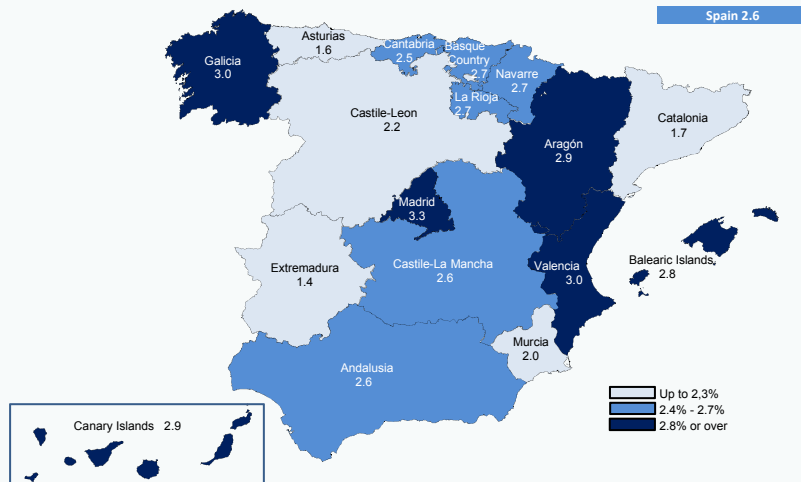 Spain 2.6
Asturias
1.6
Cantabria
2.5
Basque
Country
2.7
Galicia
3.0
Navarre
2.7
La Rioja
2.7
Castile-Leon
2.2
Catalonia
1.7
Aragón
2.9
Madrid
3.3
Balearic Islands
2.8
Castile-La Mancha
2.6
Valencia
3.0
Extremadura
1.4
Murcia
2.0
Andalusia
2.6
Up to 2,3%
2.4% - 2.7%
2.8% or over
Canary Islands 2.9